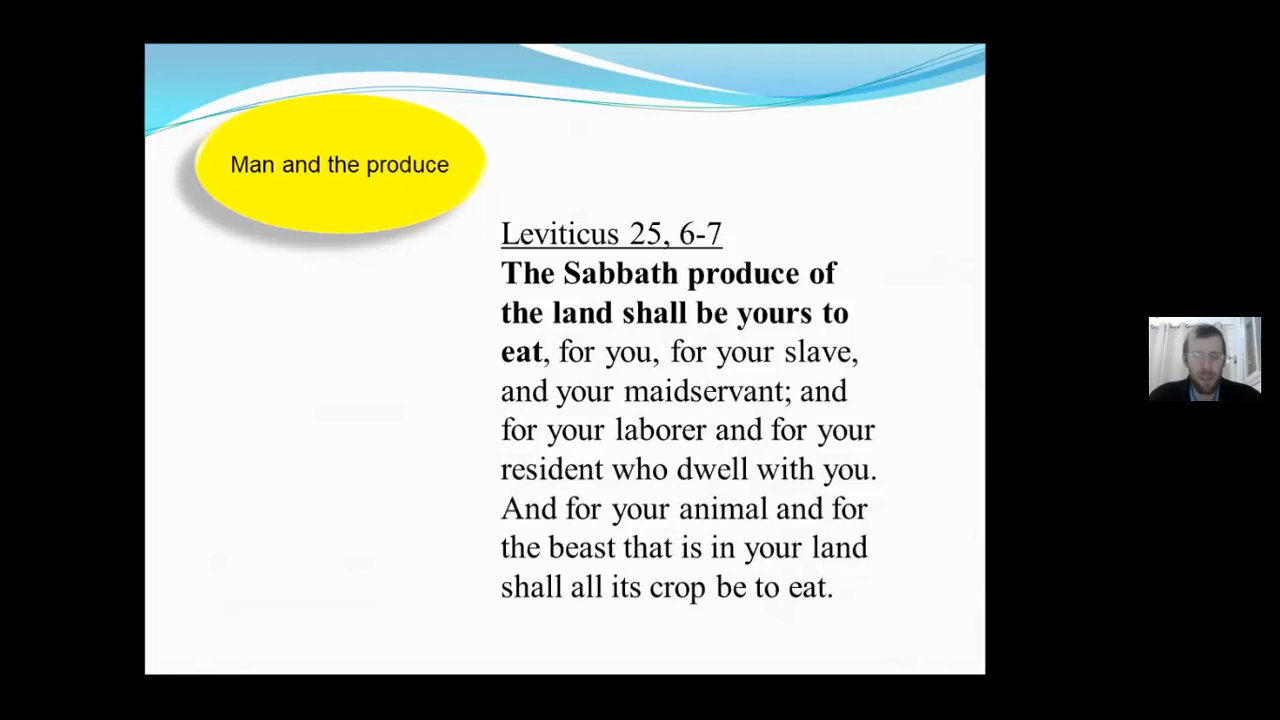 Man and the produce
Leviticus 25, 6-7
The Sabbath produce of
the land shall be yours to
eat, for you, for your slave,
and your maidservant; and
for your laborer and for your
resident who dwell with you.
And for your animal and for
the beast that is in your land
shall all its crop be to eat.